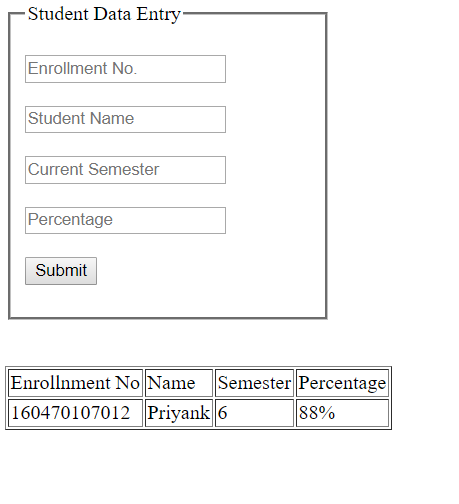 Student Data Entry
Enrollment No.
Student Name
Current Semester
Percentage
Submit
Enrollnment No Name Semester Percentage
160470107012 Priyank 6 88%